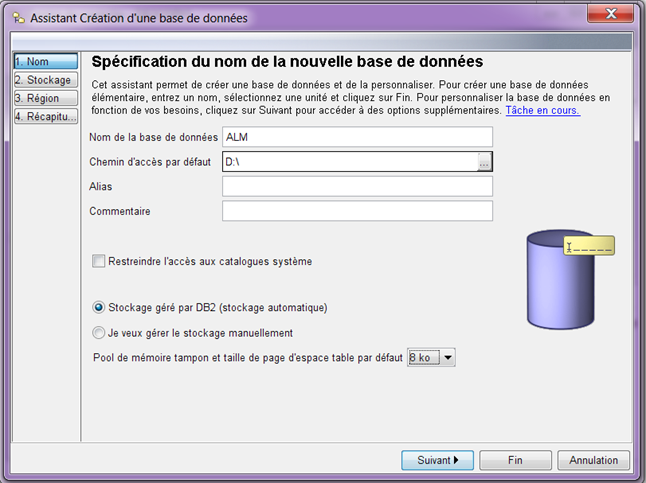 Assistant Création d'une base de données
1. Nom
2. Stockage
3. Région
4. Récapitu...
Spécification du nom de la nouvelle base de données
Cet assistant permet de créer une base de données et de la personnaliser. Pour créer une base de données
élémentaire, entrez un nom, sélectionnez une unité et cliquez sur Fin. Pour personnaliser la base de données en
fonction de vos besoins, cliquez sur Suivant pour accéder à des options supplémentaires. Tâche en cours.
Nom de la base de données ALM
Chemin d'accès par défaut D:\ ...
Alias
Commentaire
Restreindre l'accès aux catalogues système
Stockage géré par DB2 (stockage automatique)
Je veux gérer le stockage manuellement
Pool de mémoire tampon et taille de page d'espace table par défaut 8 ko
Suivant Fin Annulation